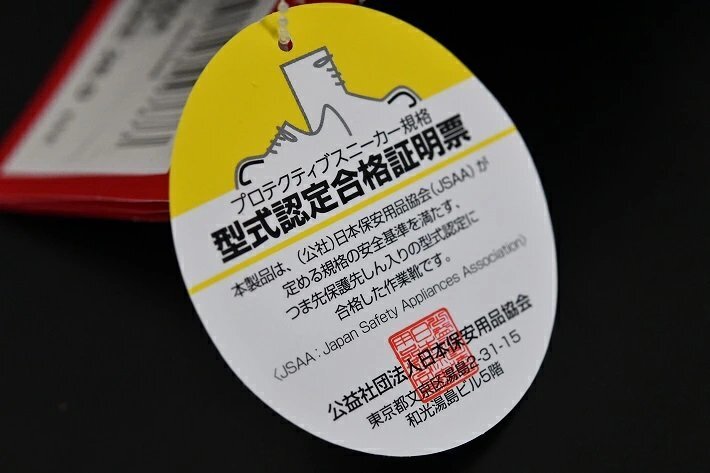 プロテクティブスニーカー規格
型式認定合格証明票
本製品は、(公社)日本保安用品協会(JSAA)が
定める規格の安全基準を満たす、
つま先保護先しん入りの型式認定に
合格した作業靴です。
〈JSAA : Japan Safety Appliances Association〉
公益社団法人日本保安用品協会
東京都文京区湯島2-31-15
和光湯島ビル5階